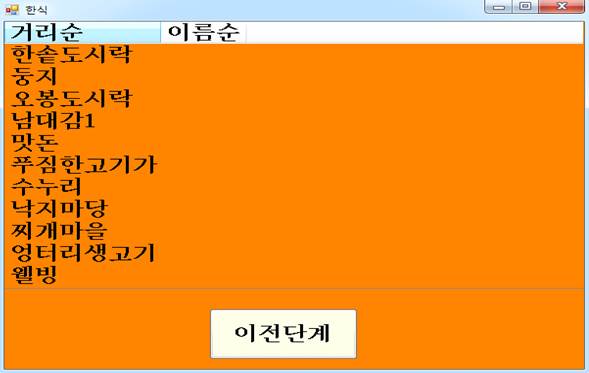 한식
거리순 이름순
한솥도시락
둥지
오봉도시락
남대감1
맛돈
푸짐한고기가
수누리
낙지마당
찌개마을
엉터리생고기
웰빙
이전단계